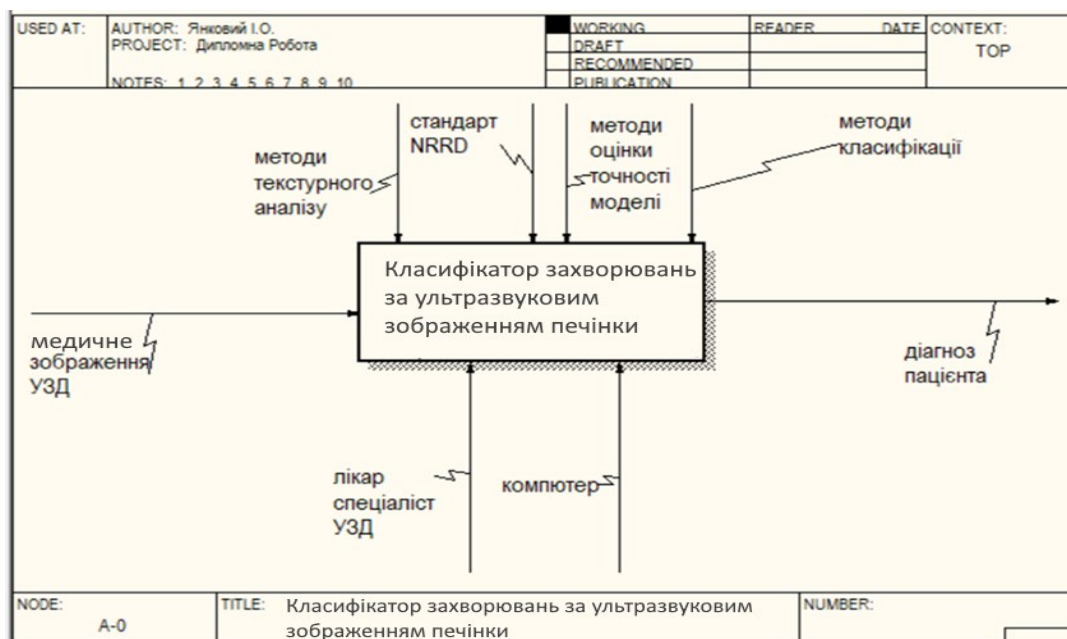 USED AT:
AUTHOR: Янковий І.О.
PROJECT: Дипломна Робота
NOTES: 1 2 3 4 5 6 7 8 9 10
WORKING
DRAFT
RECOMMENDED
PUBLICATION
READER DATE
CONTEXT:
TOP
методи
текстурного
аналізу
стандарт
NRRD
методи
оцінки
точності
моделі
методи
класифікації
Класифікатор захворювань
за ультразвуковим
зображенням печінки
медичне
зображення
УЗД
діагноз
пацієнта
лікар
спеціаліст
УЗД
компютер
NODE:
A-0
TITLE: Класифікатор захворювань за ультразвуковим
зображенням печінки
NUMBER: